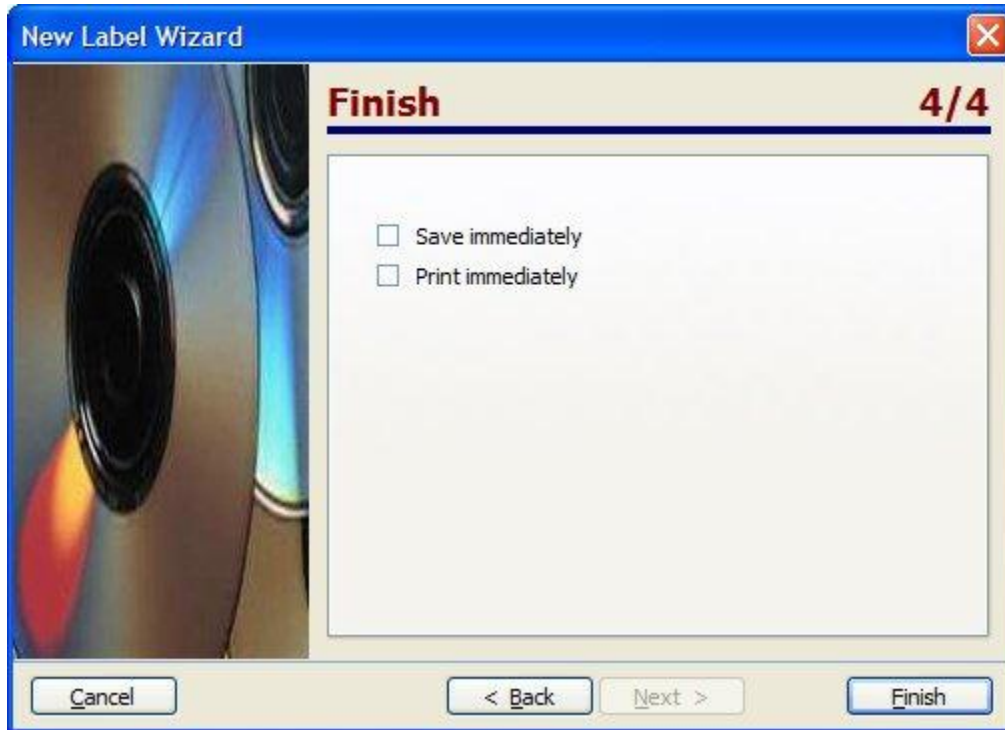 New Label Wizard
Finish 4/4
Save immediately
Print immediately
Cancel < Back Next > Finish